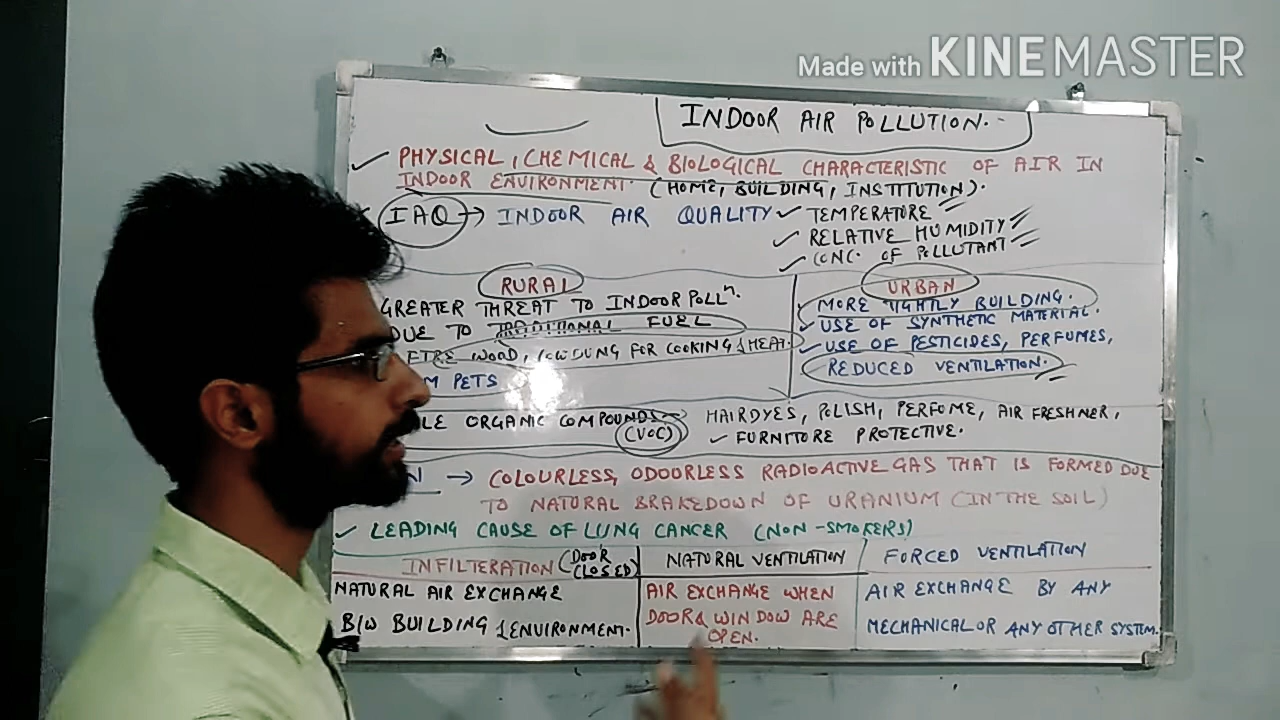 Made with KINEMASTER
INDOOR AIR POLLUTION.
PHYSICAL, CHEMICAL & BIOLOGICAL CHARACTERISTIC OF AIR IN
INDOOR ENVIRONMENT. (HOME, BUILDING, INSTITUTION).
IAQ → INDOOR AIR QUALITY ✓ TEMPERATURE
✓ RELATIVE HUMIDITY
✓ CONC. OF POLLUTANT
RURAL
GREATER THREAT TO INDOOR POLLⁿ.
DUE TO TRADITIONAL FUEL
FIRE WOOD, COWDUNG FOR COOKING & HEAT.
PETS
URBAN
MORE TIGHTLY BUILDING.
✓ USE OF SYNTHETIC MATERIAL.
✓ USE OF PESTICIDES, PERFUMES,
REDUCED VENTILATION.
LE ORGANIC COMPOUNDS → HAIRDYES, POLISH, PERFUME, AIR FRESHNER,
(VOC) ✓ FURNITORE PROTECTIVE.
N → COLOURLESS, ODOORLESS RADIOACTIVE GAS THAT IS FORMED DUE
TO NATURAL BRAKEDOWN OF URANIUM (IN THE SOIL)
✓ LEADING CAUSE OF LUNG CANCER (NON-SMOKERS)
INFILTERATION (DOOR CLOSED)
NATURAL AIR EXCHANGE
B/W BUILDING & ENVIRONMENT.
NATURAL VENTILATION
AIR EXCHANGE WHEN
DOOR & WINDOW ARE
OPEN.
FORCED VENTILATION
AIR EXCHANGE BY ANY
MECHANICAL OR ANY OTHER SYSTEM.